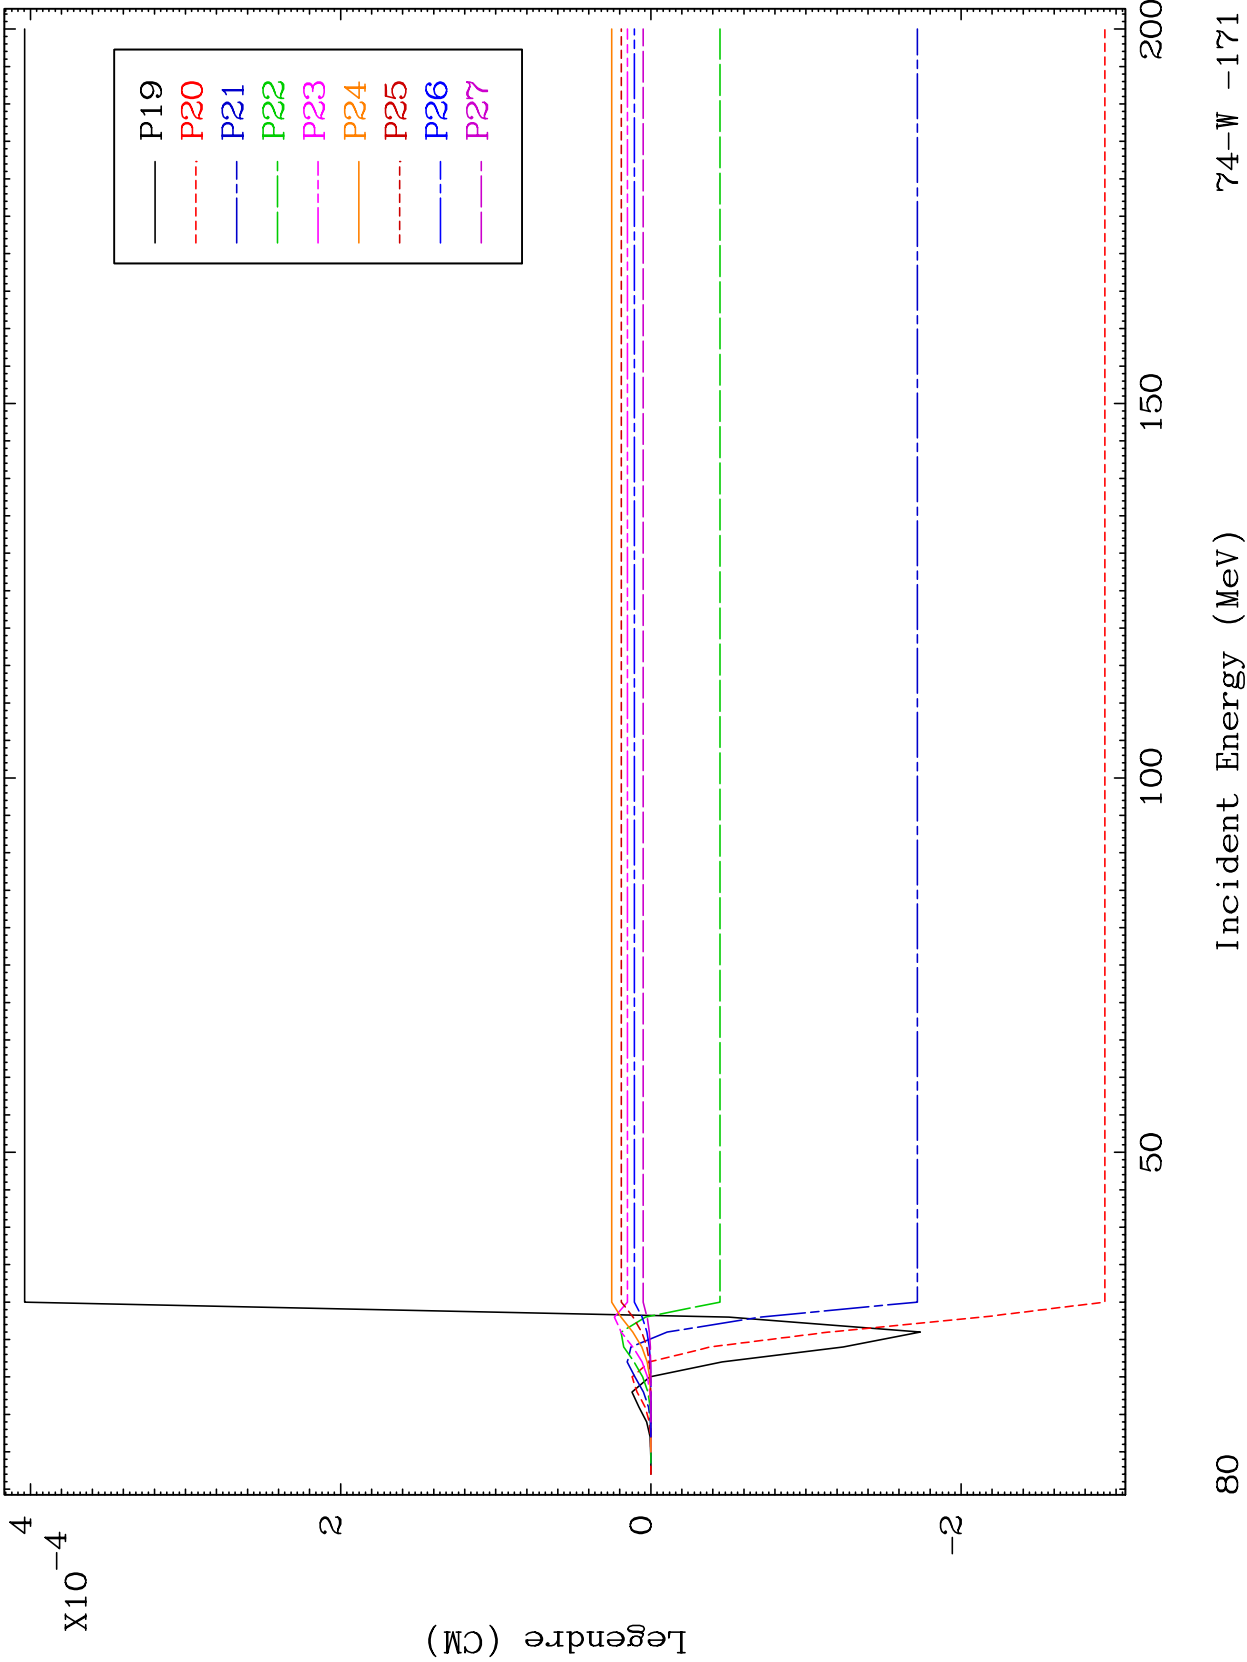 X10-4
4
2
0
-2
Legendre (CM)
P19
P20
P21
P22
P23
P24
P25
P26
P27
50
100
150
200
80
Incident Energy (MeV)
74-W -171